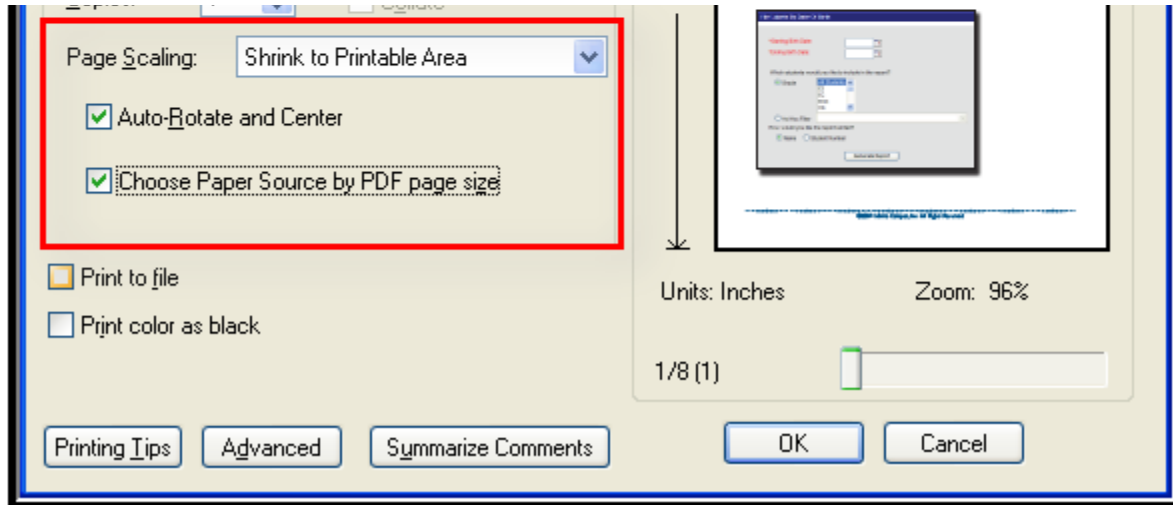 Collate
Page Scaling: Shrink to Printable Area
Auto-Rotate and Center
Choose Paper Source by PDF page size
Print to file
Print color as black
Units: Inches Zoom: 96%
1/8 (1)
Printing Tips Advanced Summarize Comments OK Cancel